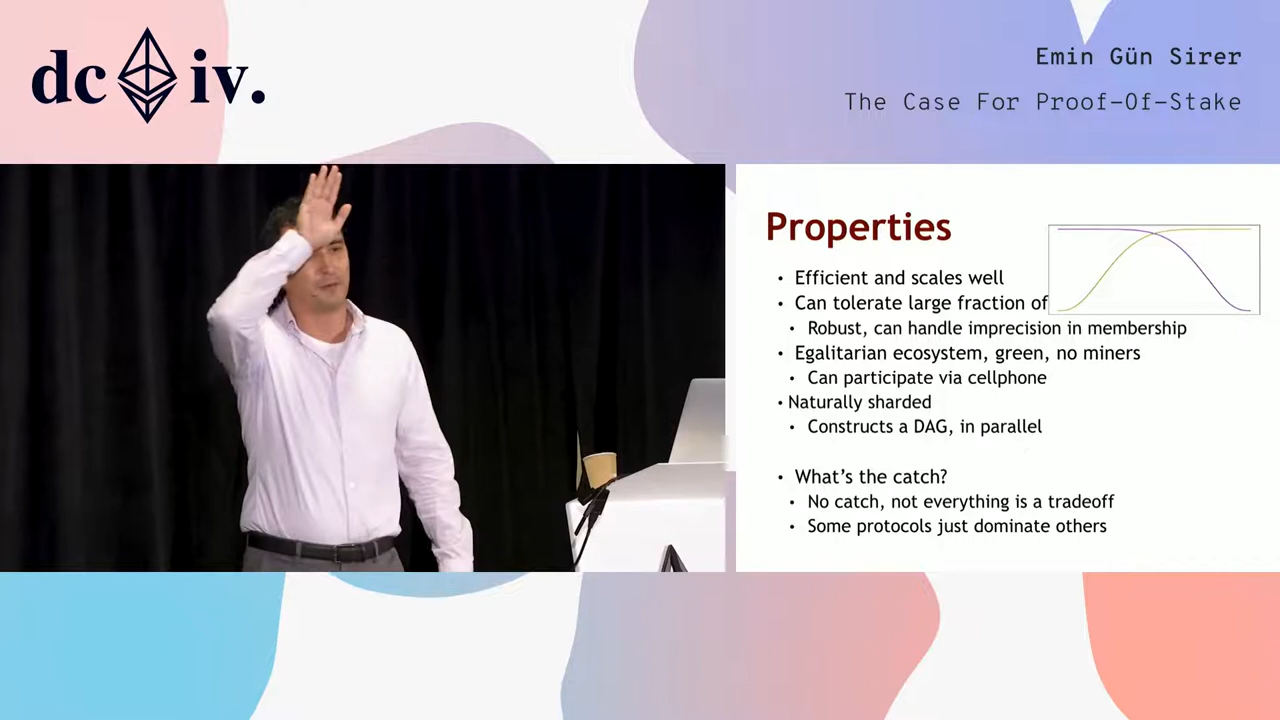 dc iv.
Emin Gün Sirer
The Case For Proof-Of-Stake
Properties
• Efficient and scales well
• Can tolerate large fraction of
• Robust, can handle imprecision in membership
• Egalitarian ecosystem, green, no miners
• Can participate via cellphone
• Naturally sharded
• Constructs a DAG, in parallel
• What’s the catch?
• No catch, not everything is a tradeoff
• Some protocols just dominate others